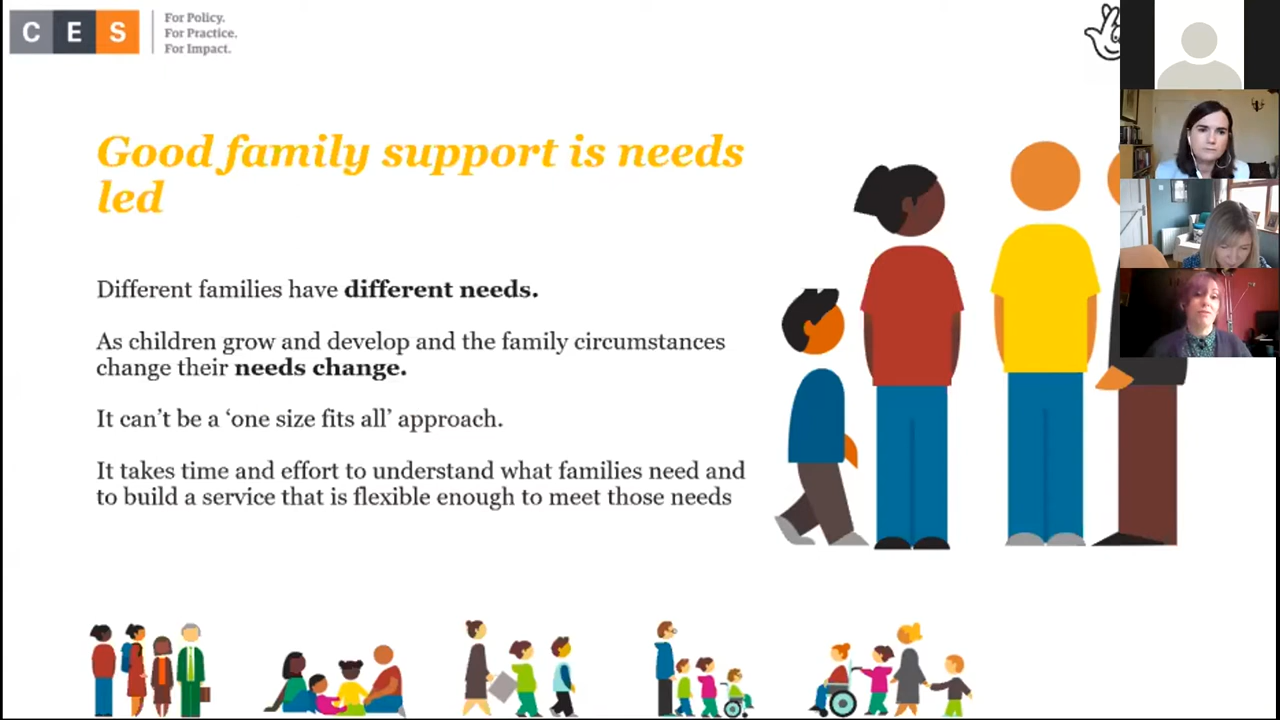 CES
For Policy.
For Practice.
For Impact.
Good family support is needs
led
Different families have different needs.
As children grow and develop and the family circumstances
change their needs change.
It can’t be a ‘one size fits all’ approach.
It takes time and effort to understand what families need and
to build a service that is flexible enough to meet those needs